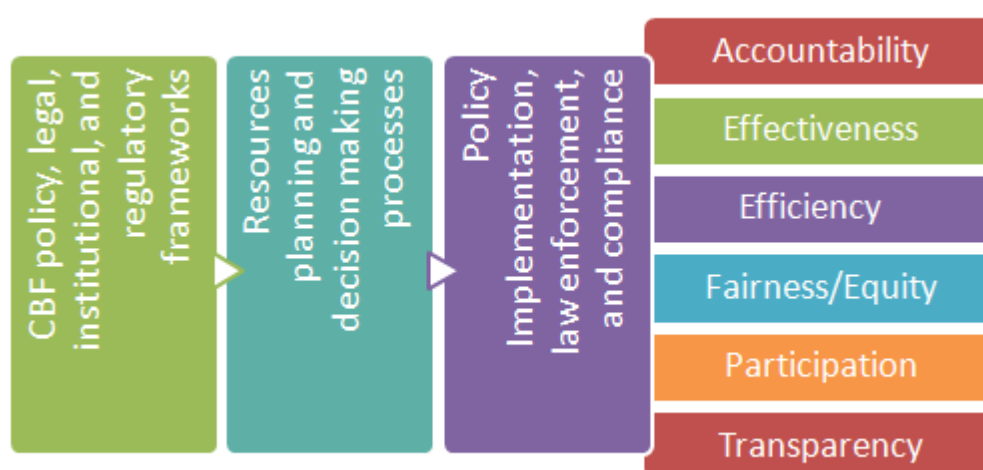 CBF policy, legal,
institutional, and
regulatory
frameworks
Resources
planning and
decision making
processes
Policy
Implementation,
law enforcement,
and compliance
Accountability
Effectiveness
Efficiency
Fairness/Equity
Participation
Transparency